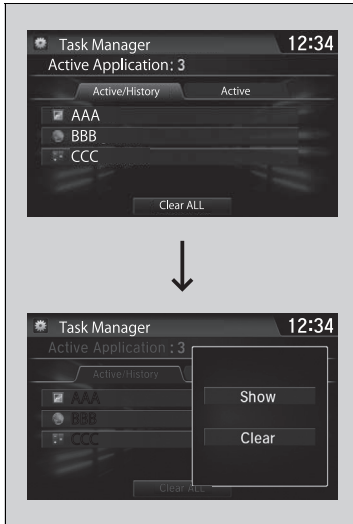 Task Manager 12:34
Active Application: 3
Active/History Active
AAA
BBB
CCC
Clear ALL
Task Manager 12:34
Active Application : 3
Active/History
AAA
BBB
CCC
Show
Clear
Clear ALL